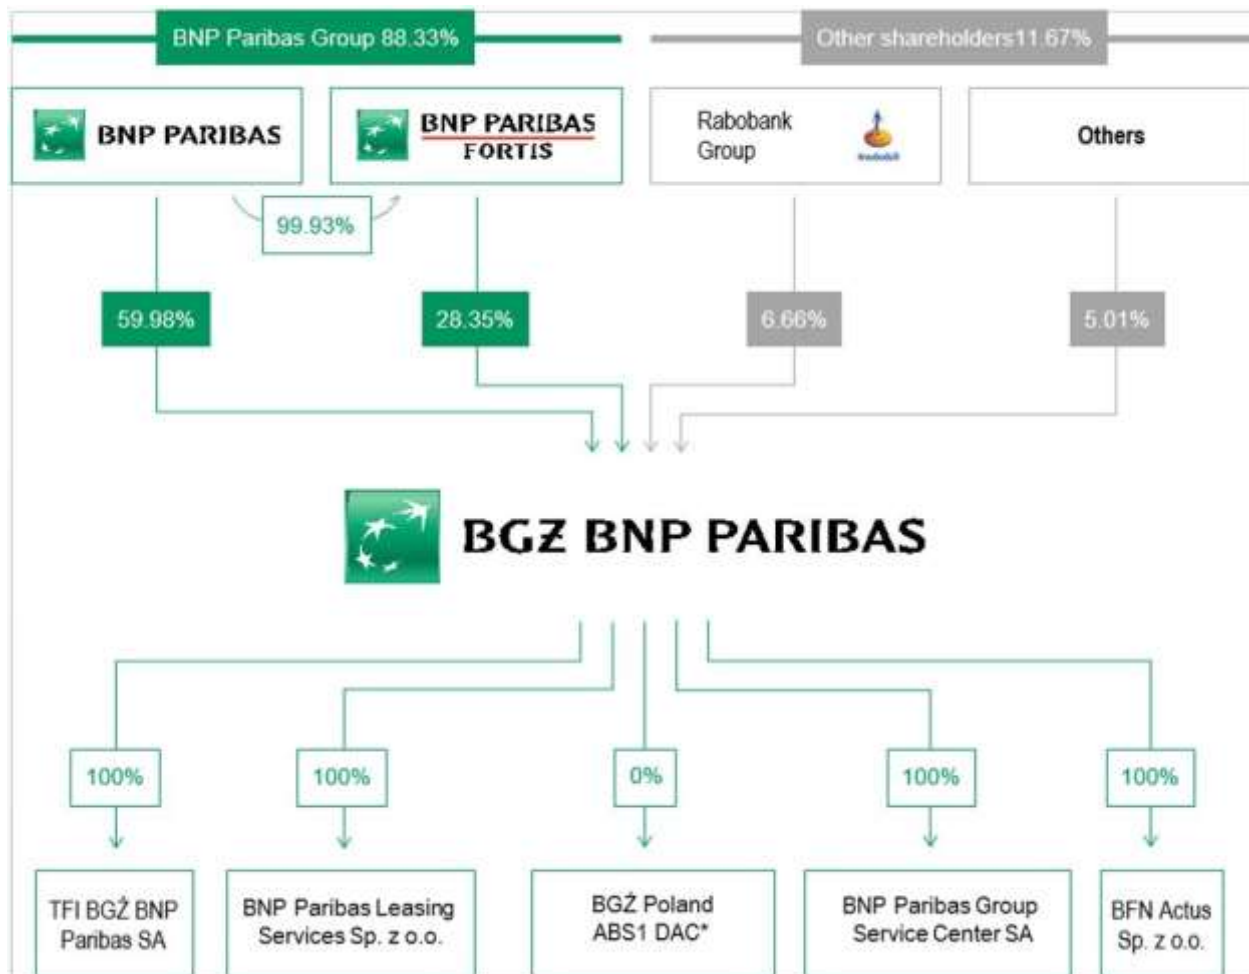 BNP Paribas Group 88.33%
Other shareholders11.67%
BNP PARIBAS
BNP PARIBAS
FORTIS
Rabobank
Group
Others
99.93%
59.98%
28.35%
6.66%
5.01%
BGŻ BNP PARIBAS
100%
100%
0%
100%
100%
TFI BGŻ BNP
Paribas SA
BNP Paribas Leasing
Services Sp. z o.o.
BGŻ Poland
ABS1 DAC*
BNP Paribas Group
Service Center SA
BFN Actus
Sp. z o.o.